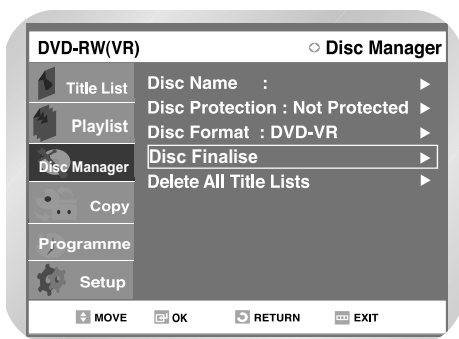 DVD-RW(VR) Disc Manager
Title List
Playlist
Disc Manager
Copy
Programme
Setup
Disc Name :
Disc Protection : Not Protected
Disc Format : DVD-VR
Disc Finalise
Delete All Title Lists
MOVE OK RETURN EXIT